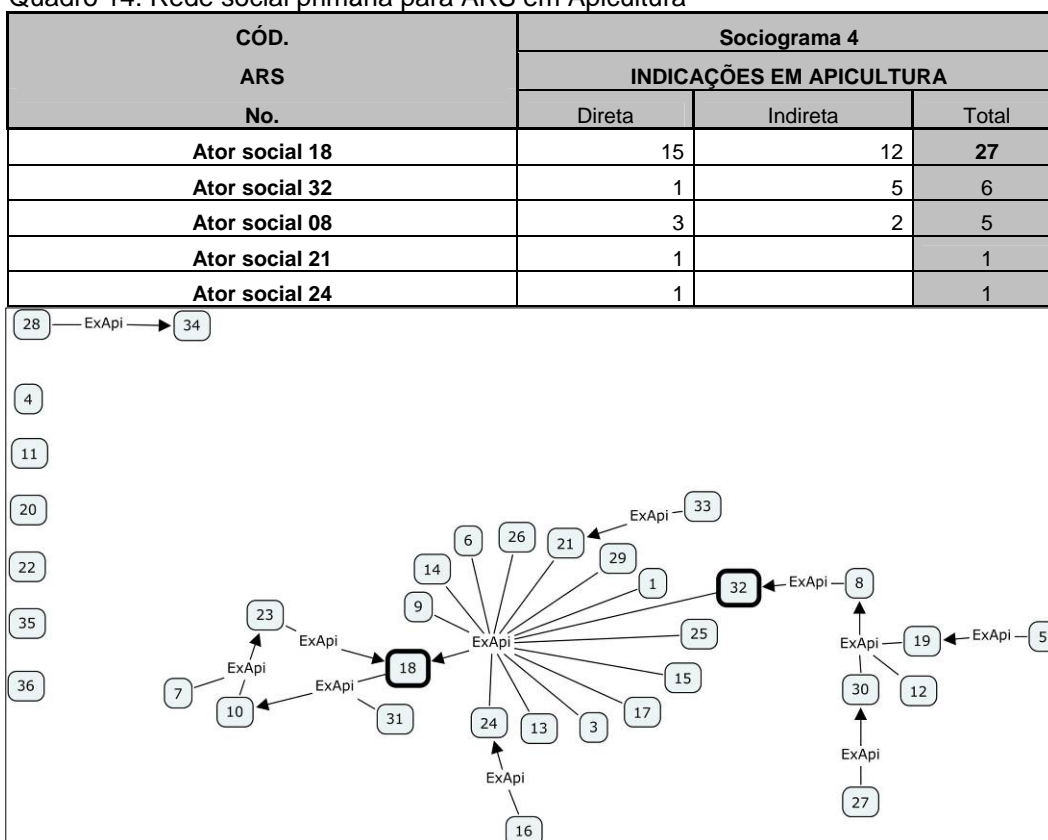 Quadro 14: Rede social primária para ARS em Apicultura
CÓD. Sociograma 4
ARS INDICAÇÕES EM APICULTURA
No. Direta Indireta Total
Ator social 18 15 12 27
Ator social 32 1 5 6
Ator social 08 3 2 5
Ator social 21 1 1
Ator social 24 1 1
28 ExApi 34
4
11
20
22
35
36
33
ExApi
6 26 21
14 29
1
32 ExApi 8
9
23
ExApi
ExApi
25
ExApi 19 ExApi 5
18
ExApi
7
ExApi
15
30 12
10
31
24 13 3 17
ExApi
ExApi
27
16